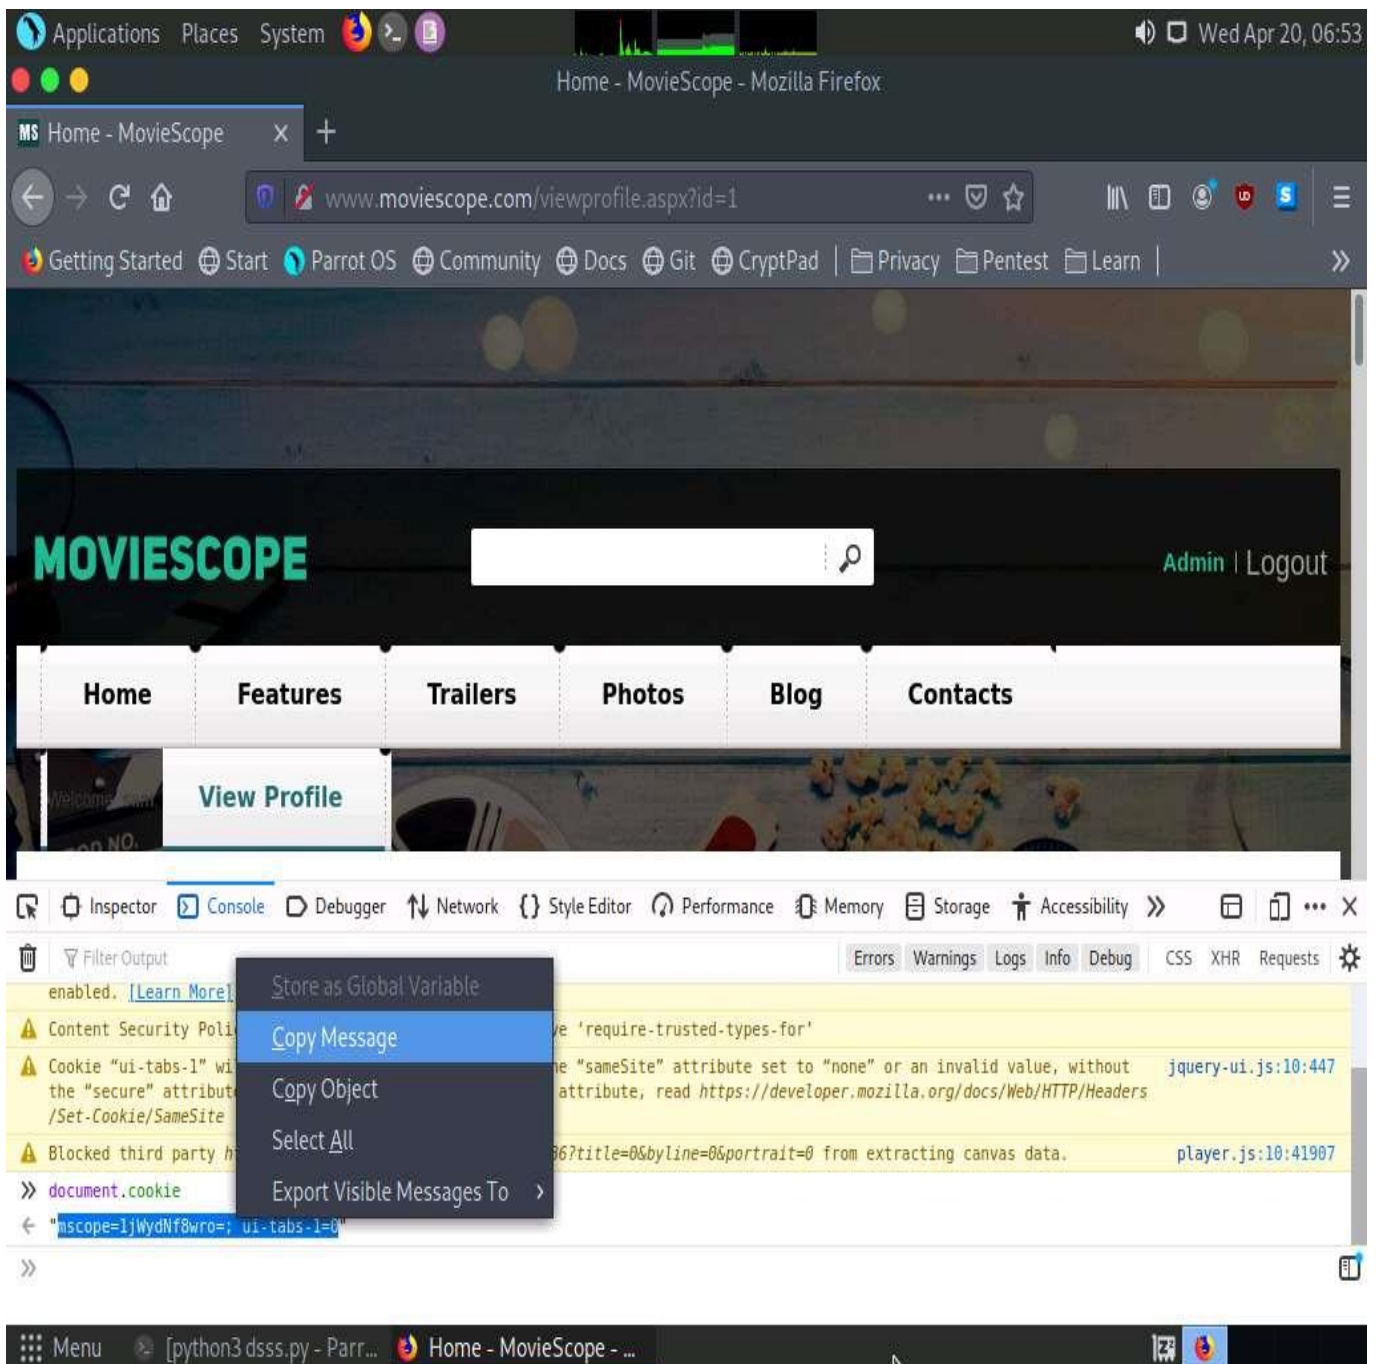 Applications Places System Wed Apr 20, 06:53
Home - MovieScope - Mozilla Firefox
MS Home - MovieScope
www.moviescope.com/viewprofile.aspx?id=1
Getting Started Start Parrot OS Community Docs Git CryptPad Privacy Pentest Learn
MOVIESCOPE Admin | Logout
Home Features Trailers Photos Blog Contacts
View Profile
NO.
Inspector Console Debugger Network Style Editor Performance Memory Storage Accessibility
Filter Output Errors Warnings Logs Info Debug CSS XHR Requests
Store as Global Variable
Copy Message
Copy Object
Select All
Export Visible Messages To
enabled. [Learn More]
Content Security Poli 've 'require-trusted-types-for'
Cookie “ui-tabs-1” wi he “sameSite” attribute set to “none” or an invalid value, without jquery-ui.js:10:447
the “secure” attribut attribute, read https://developer.mozilla.org/docs/Web/HTTP/Headers
/Set-Cookie/SameSite
Blocked third party h 36?title=0&byline=0&portrait=0 from extracting canvas data. player.js:10:41907
document.cookie
"mscope=1jWydNf8wro=; ui-tabs-1=0"
Menu [python3 dsss.py - Parr... Home - MovieScope - ...